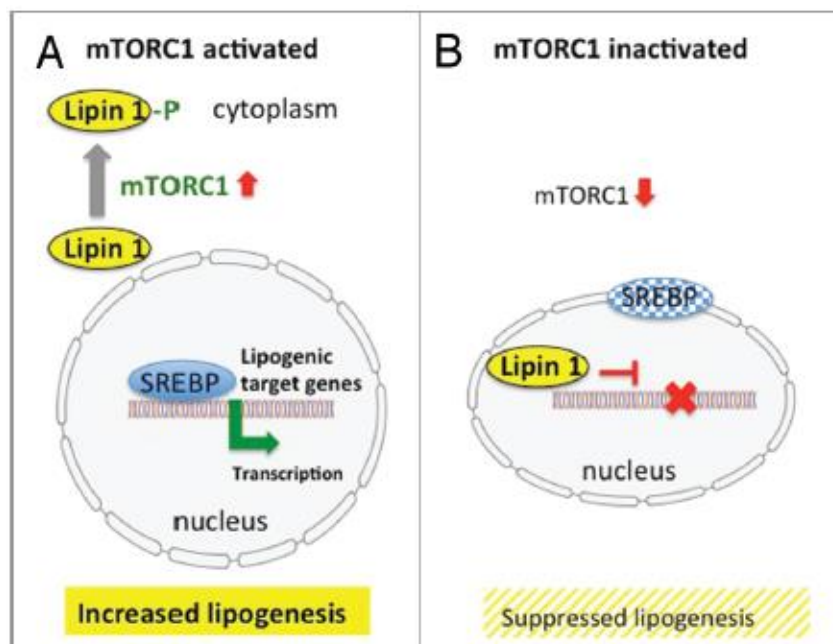 A mTORC1 activated
Lipin 1-P cytoplasm
mTORC1
Lipin 1
SREBP
Lipogenic
target genes
Transcription
nucleus
Increased lipogenesis
B mTORC1 inactivated
mTORC1
SREBP
Lipin 1
nucleus
Suppressed lipogenesis